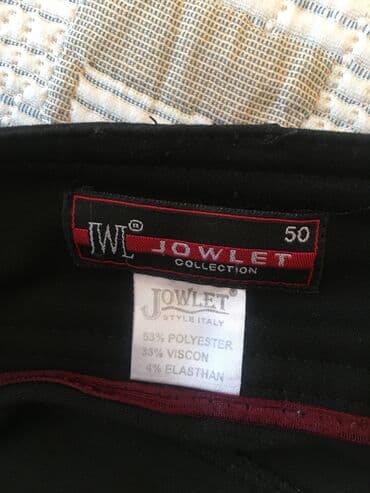 50
JWL®
JOWLET
COLLECTION
JOWLET®
STYLE ITALY
63% POLYESTER
33% VISCON
4% ELASTHAN